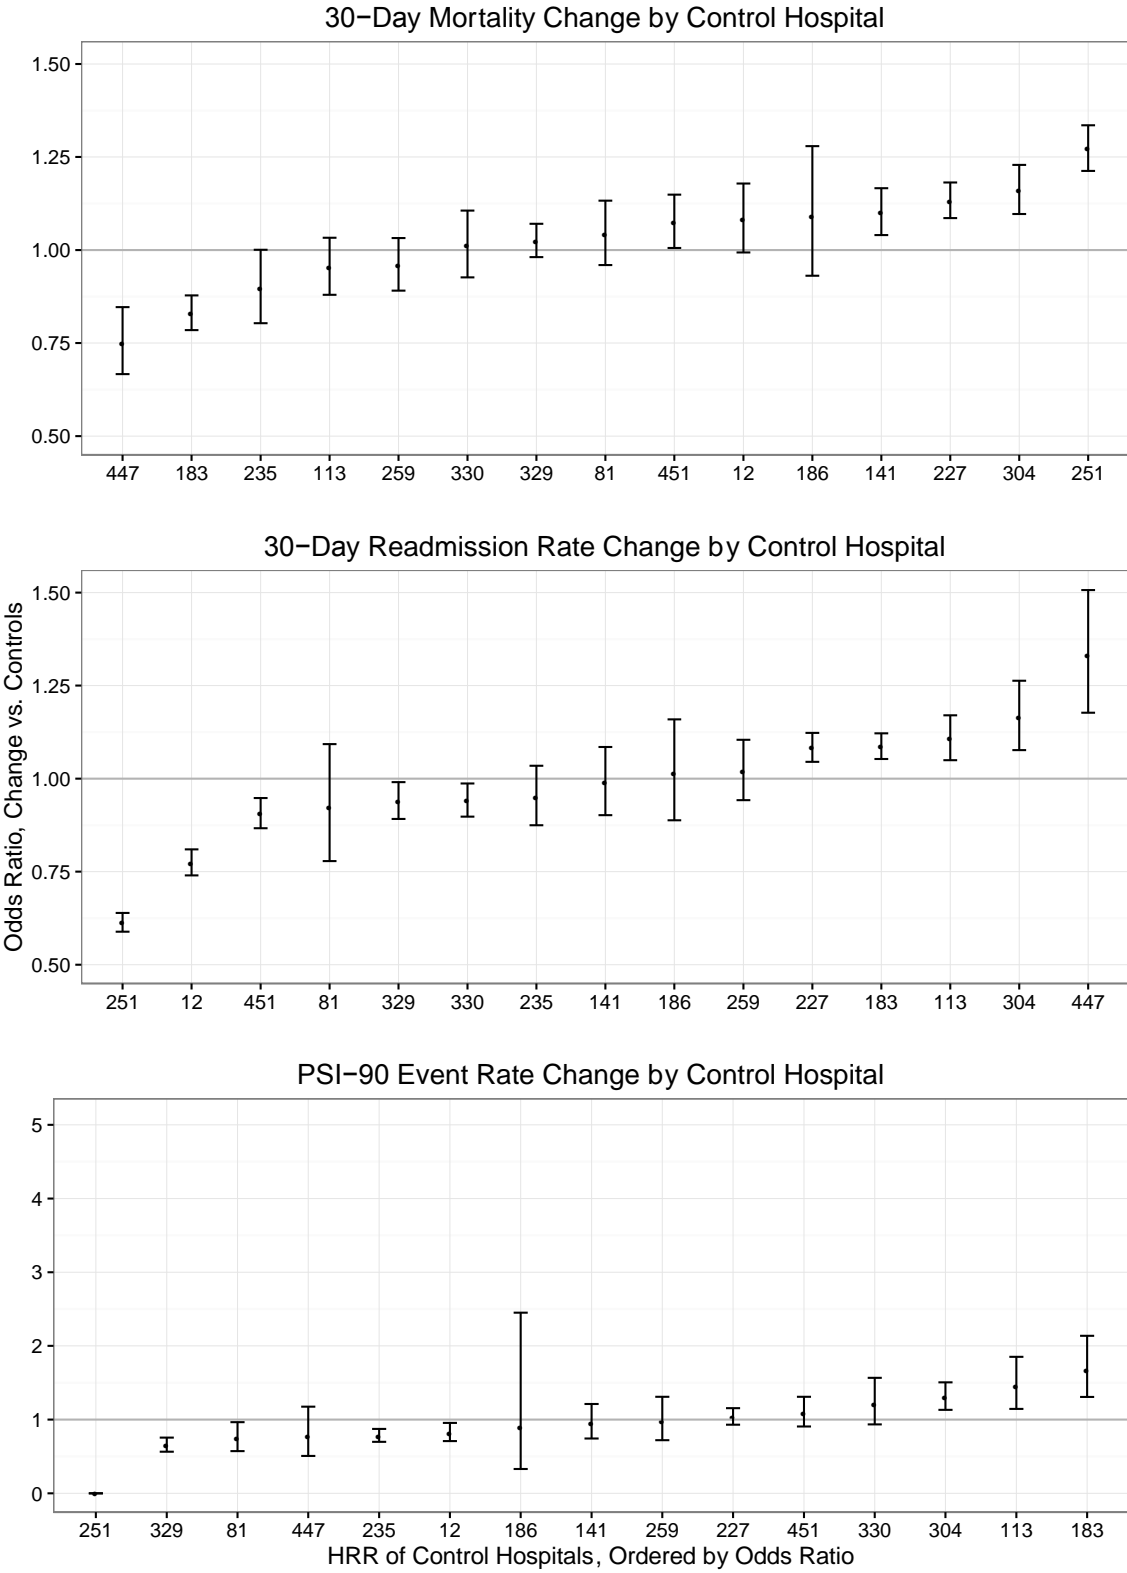 30−Day Mortality Change by Control Hospital
1.50
1.25
1.00
0.75
0.50
447 183 235 113 259 330 329 81 451 12 186 141 227 304 251
30−Day Readmission Rate Change by Control Hospital
Odds Ratio, Change vs. Controls
1.50
1.25
1.00
0.75
0.50
251 12 451 81 329 330 235 141 186 259 227 183 113 304 447
PSI−90 Event Rate Change by Control Hospital
5
4
3
2
1
0
251 329 81 447 235 12 186 141 259 227 451 330 304 113 183
HRR of Control Hospitals, Ordered by Odds Ratio